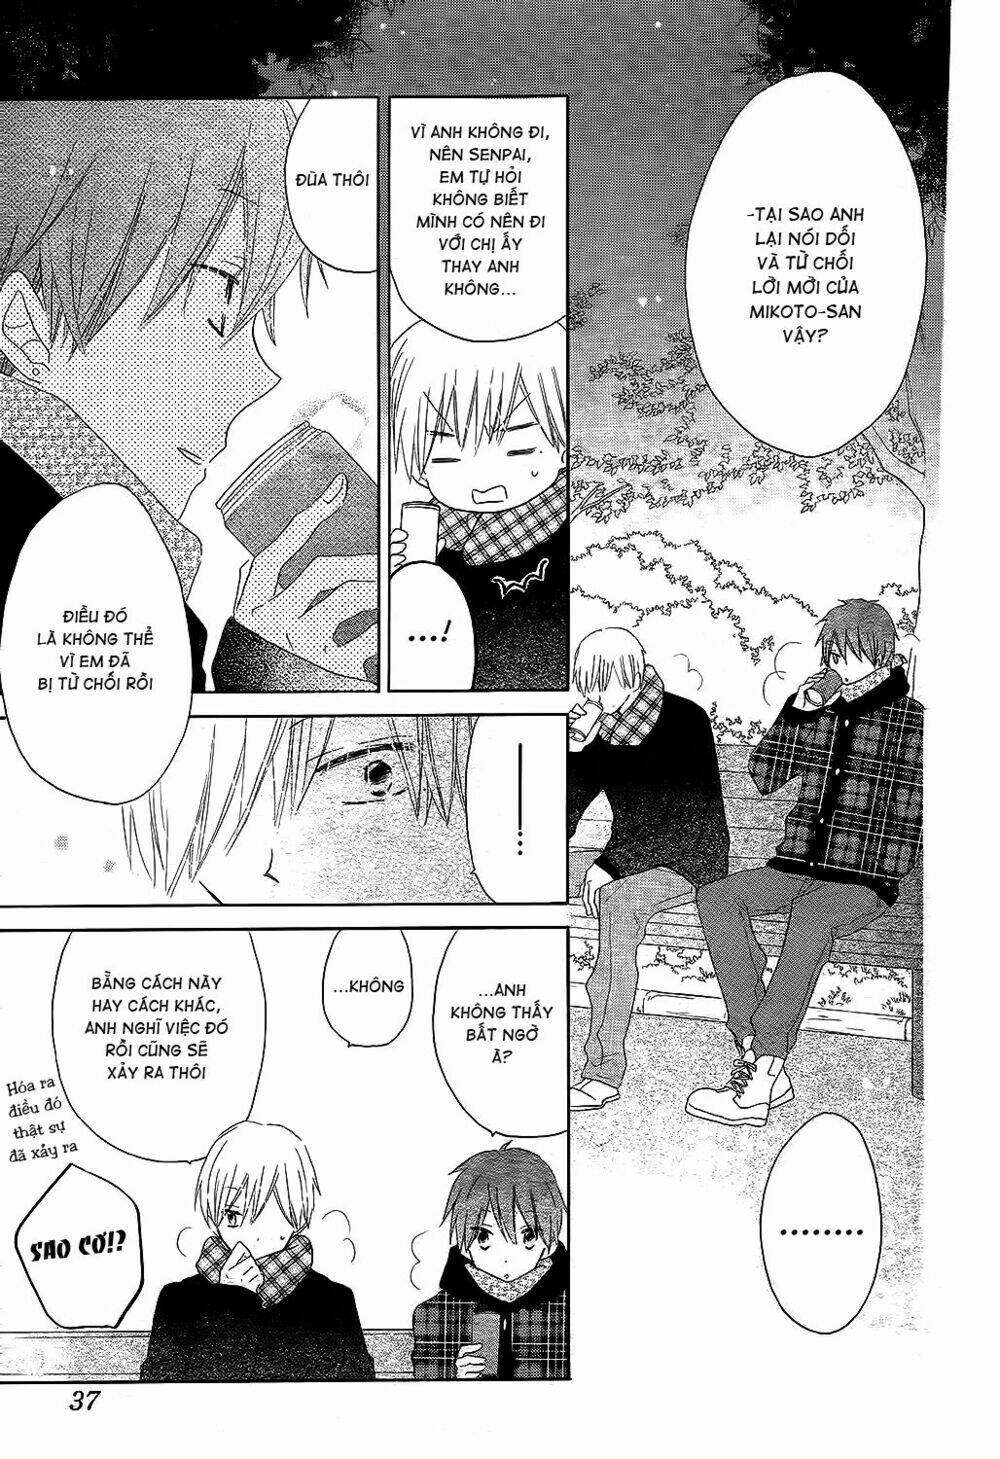 -TẠI SAO ANH
LẠI NÓI DỐI
VÀ TỪ CHỐI
LỜI MỜI CỦA
MIKOTO-SAN
VẬY?
.........
VÌ ANH KHÔNG ĐI,
NÊN SENPAI,
EM TỰ HỎI
KHÔNG BIẾT
MÌNH CÓ NÊN ĐI
VỚI CHỊ ẤY
THAY ANH
KHÔNG...
...!
ĐÙA THÔI
ĐIỀU ĐÓ
LÀ KHÔNG THỂ
VÌ EM ĐÃ
BỊ TỪ CHỐI RỒI
...ANH
KHÔNG THẤY
BẤT NGỜ
À?
...KHÔNG
BẰNG CÁCH NÀY
HAY CÁCH KHÁC,
ANH NGHĨ VIỆC ĐÓ
RỒI CŨNG SẼ
XẢY RA THÔI
Hóa ra
điều đó
thật sự
đã xảy ra
SAO CƠ!?
37